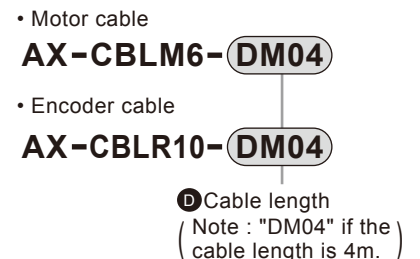 • Motor cable
AX-CBLM6-DM04
• Encoder cable
AX-CBLR10-DM04
D Cable length
(Note : "DM04" if the
cable length is 4m.)